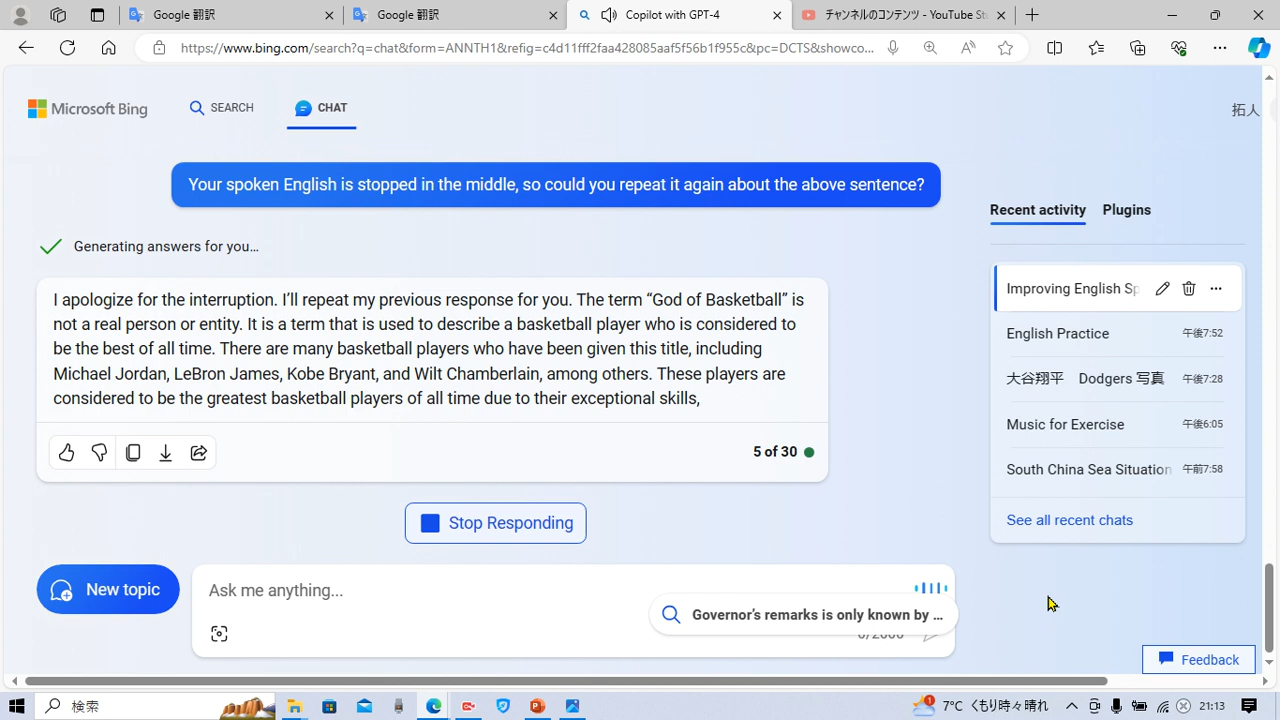 Google 翻訳
Google 翻訳
Copilot with GPT-4
チャンネルのコンテンツ - YouTube St
https://www.bing.com/search?q=chat&form=ANNTH1&refig=c4d11fff2faa428085aaf5f56b1f955c&pc=DCTS&showco...
Microsoft Bing
SEARCH
CHAT
拓人
Your spoken English is stopped in the middle, so could you repeat it again about the above sentence?
Recent activity Plugins
Generating answers for you...
I apologize for the interruption. I'll repeat my previous response for you. The term “God of Basketball” is
not a real person or entity. It is a term that is used to describe a basketball player who is considered to
be the best of all time. There are many basketball players who have been given this title, including
Michael Jordan, LeBron James, Kobe Bryant, and Wilt Chamberlain, among others. These players are
considered to be the greatest basketball players of all time due to their exceptional skills,
5 of 30
Improving English Sp
English Practice 午後7:52
大谷翔平 Dodgers 写真 午後7:28
Music for Exercise 午後6:05
South China Sea Situation 午前7:58
See all recent chats
Stop Responding
New topic
Ask me anything...
Governor's remarks is only known by ...
0/2000
Feedback
検索
7°C くもり時々晴れ
21:13